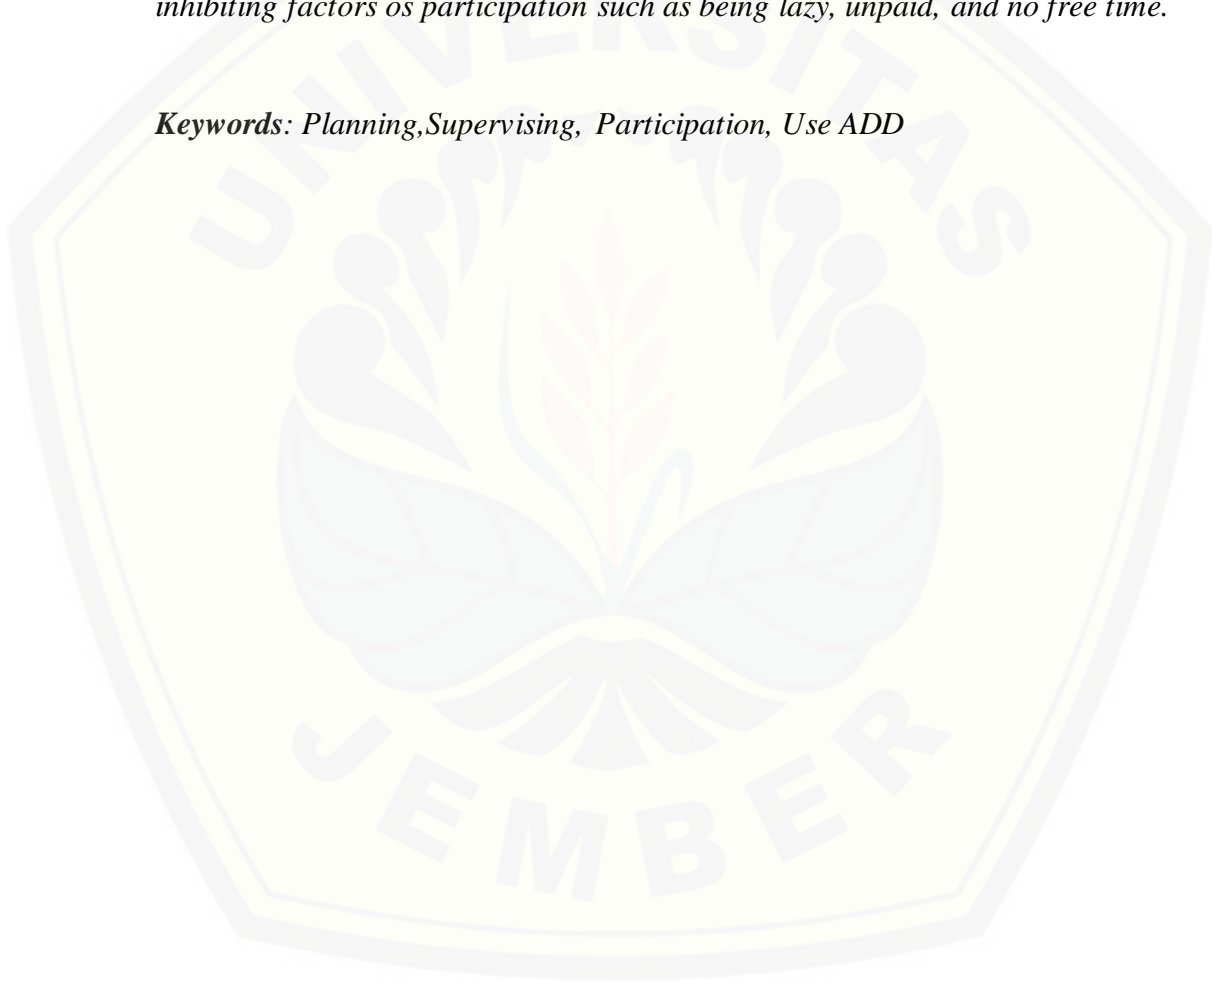 inhibiting factors os participation such as being lazy, unpaid, and no free time.
Keywords: Planning,Supervising, Participation, Use ADD
UNIVERSITAS
JEMBER